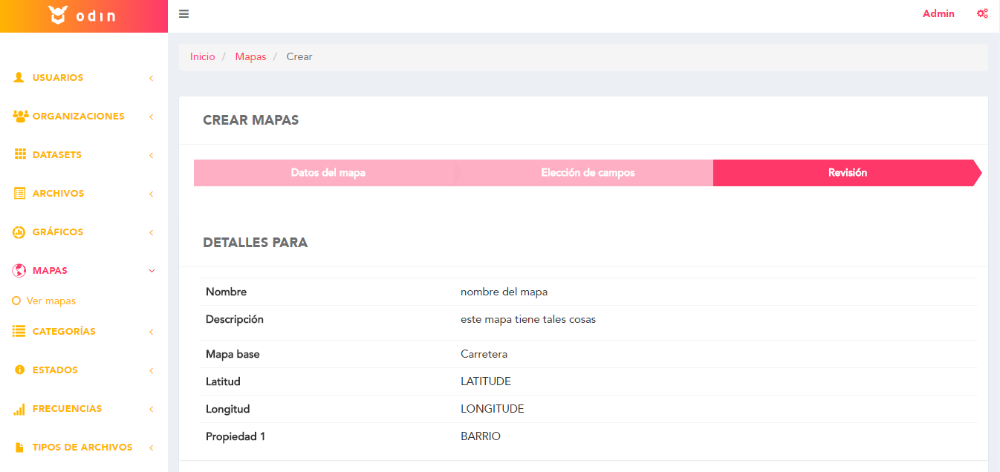 odin
Admin
Inicio / Mapas / Crear
USUARIOS
ORGANIZACIONES
DATASETS
ARCHIVOS
GRÁFICOS
MAPAS
Ver mapas
CATEGORÍAS
ESTADOS
FRECUENCIAS
TIPOS DE ARCHIVOS
CREAR MAPAS
Datos del mapa Elección de campos Revisión
DETALLES PARA
Nombre nombre del mapa
Descripción este mapa tiene tales cosas
Mapa base Carretera
Latitud LATITUDE
Longitud LONGITUDE
Propiedad 1 BARRIO